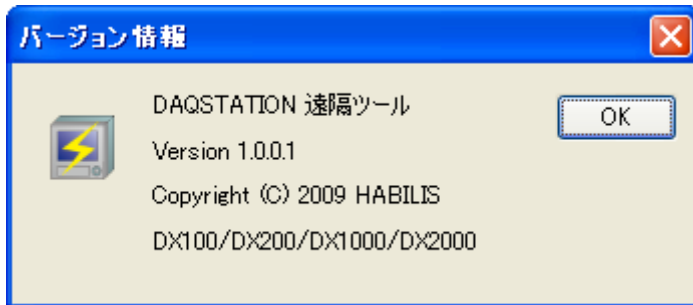 バージョン情報
DAQSTATION 遠隔ツール
OK
Version 1.0.0.1
Copyright (C) 2009 HABILIS
DX100/DX200/DX1000/DX2000